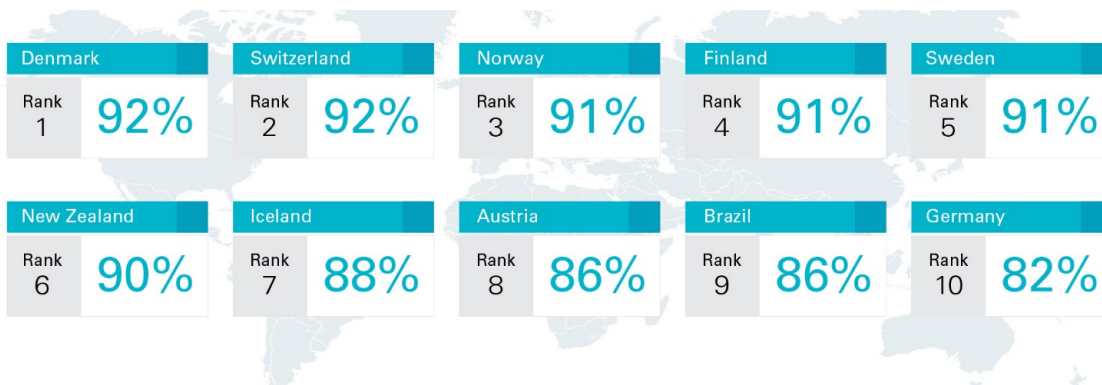 Denmark
Rank
1
92%
Switzerland
Rank
2
92%
Norway
Rank
3
91%
Finland
Rank
4
91%
Sweden
Rank
5
91%
New Zealand
Rank
6
90%
Iceland
Rank
7
88%
Austria
Rank
8
86%
Brazil
Rank
9
86%
Germany
Rank
10
82%